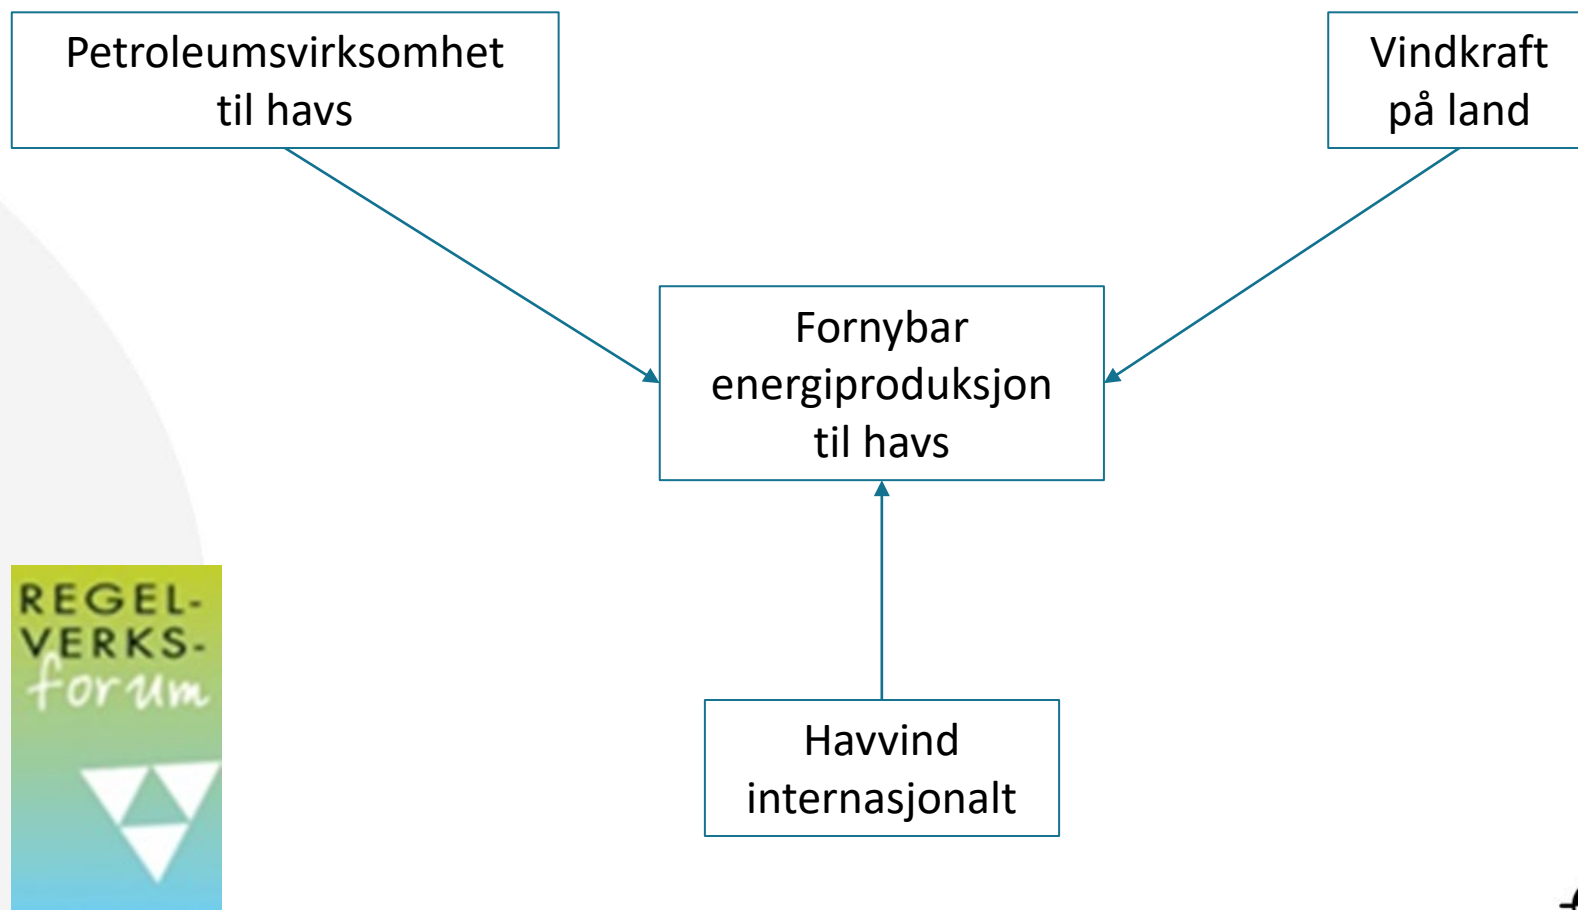 Petroleumsvirksomhet
til havs
Vindkraft
på land
Fornybar
energiproduksjon
til havs
REGEL-
VERKS-
forum
Havvind
internasjonalt